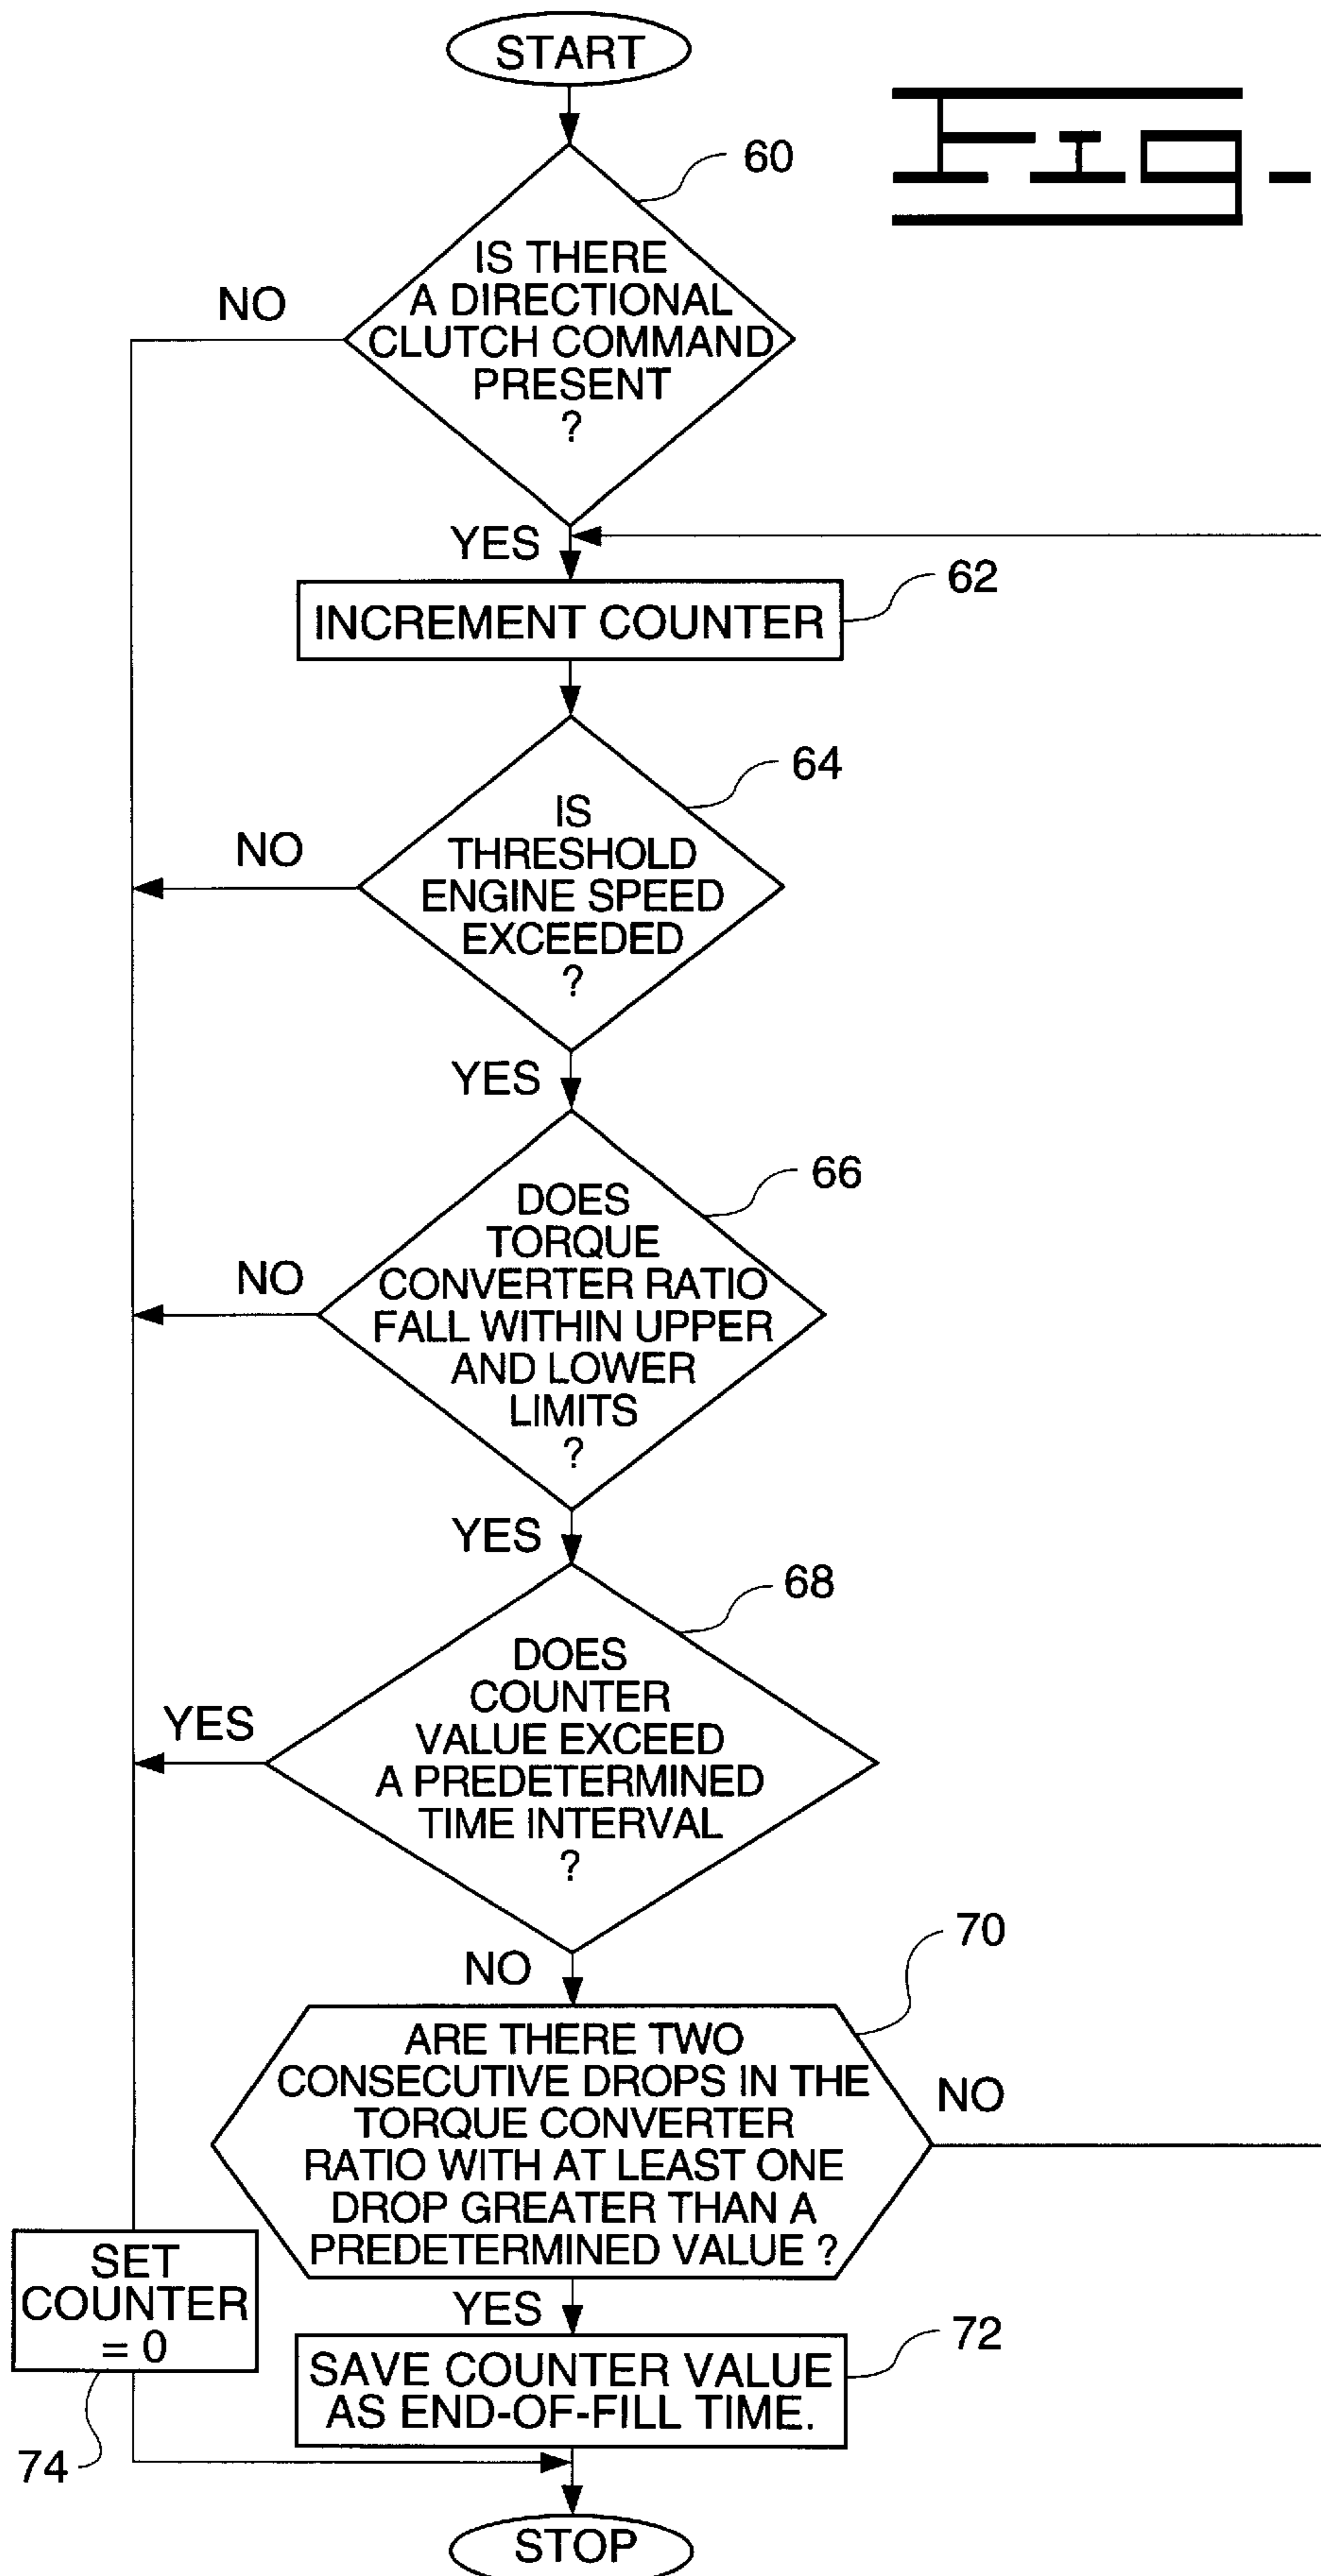 START
Fig -
60
IS THERE
A DIRECTIONAL
CLUTCH COMMAND
PRESENT
?
NO
YES
INCREMENT COUNTER
62
64
IS
THRESHOLD
ENGINE SPEED
EXCEEDED
?
NO
YES
66
DOES
TORQUE
CONVERTER RATIO
FALL WITHIN UPPER
AND LOWER
LIMITS
?
NO
YES
68
DOES
COUNTER
VALUE EXCEED
A PREDETERMINED
TIME INTERVAL
?
YES
NO
70
ARE THERE TWO
CONSECUTIVE DROPS IN THE
TORQUE CONVERTER
RATIO WITH AT LEAST ONE
DROP GREATER THAN A
PREDETERMINED VALUE ?
NO
YES
SET
COUNTER
= 0
74
72
SAVE COUNTER VALUE
AS END-OF-FILL TIME.
STOP